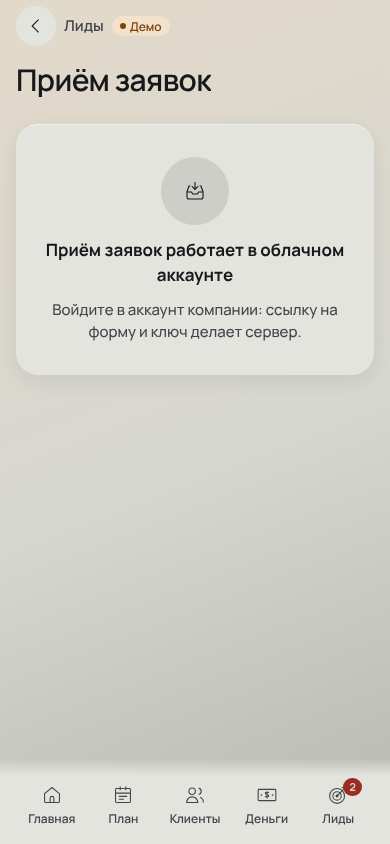 Лиды
Демо
Приём заявок
Приём заявок работает в облачном
аккаунте
Войдите в аккаунт компании: ссылку на
форму и ключ делает сервер.
2
Главная
План
Клиенты
Деньги
Лиды